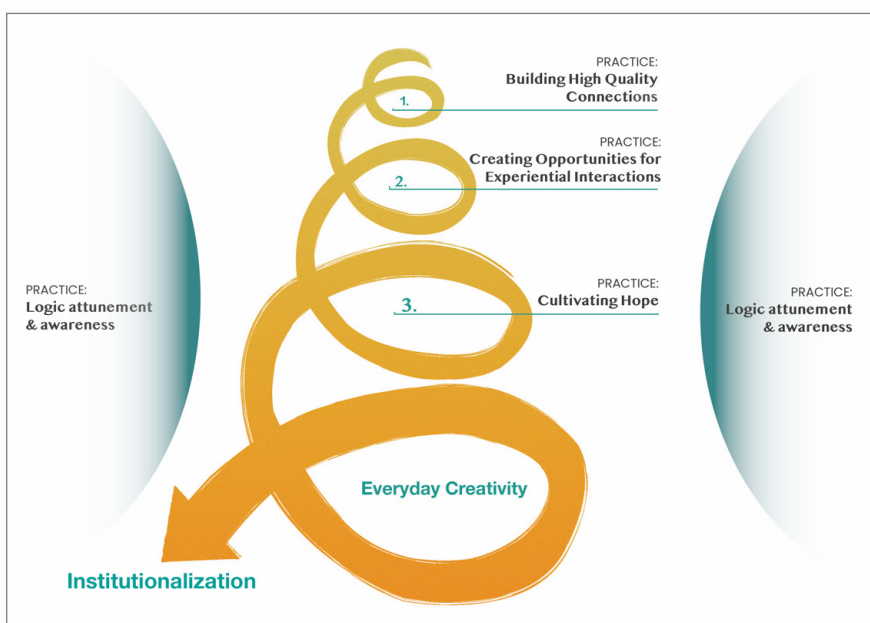 PRACTICE:
Building High Quality
Connections
1.
PRACTICE:
Creating Opportunities for
Experiential Interactions
2.
PRACTICE:
Logic attunement
& awareness
PRACTICE:
Cultivating Hope
3.
PRACTICE:
Logic attunement
& awareness
Everyday Creativity
Institutionalization